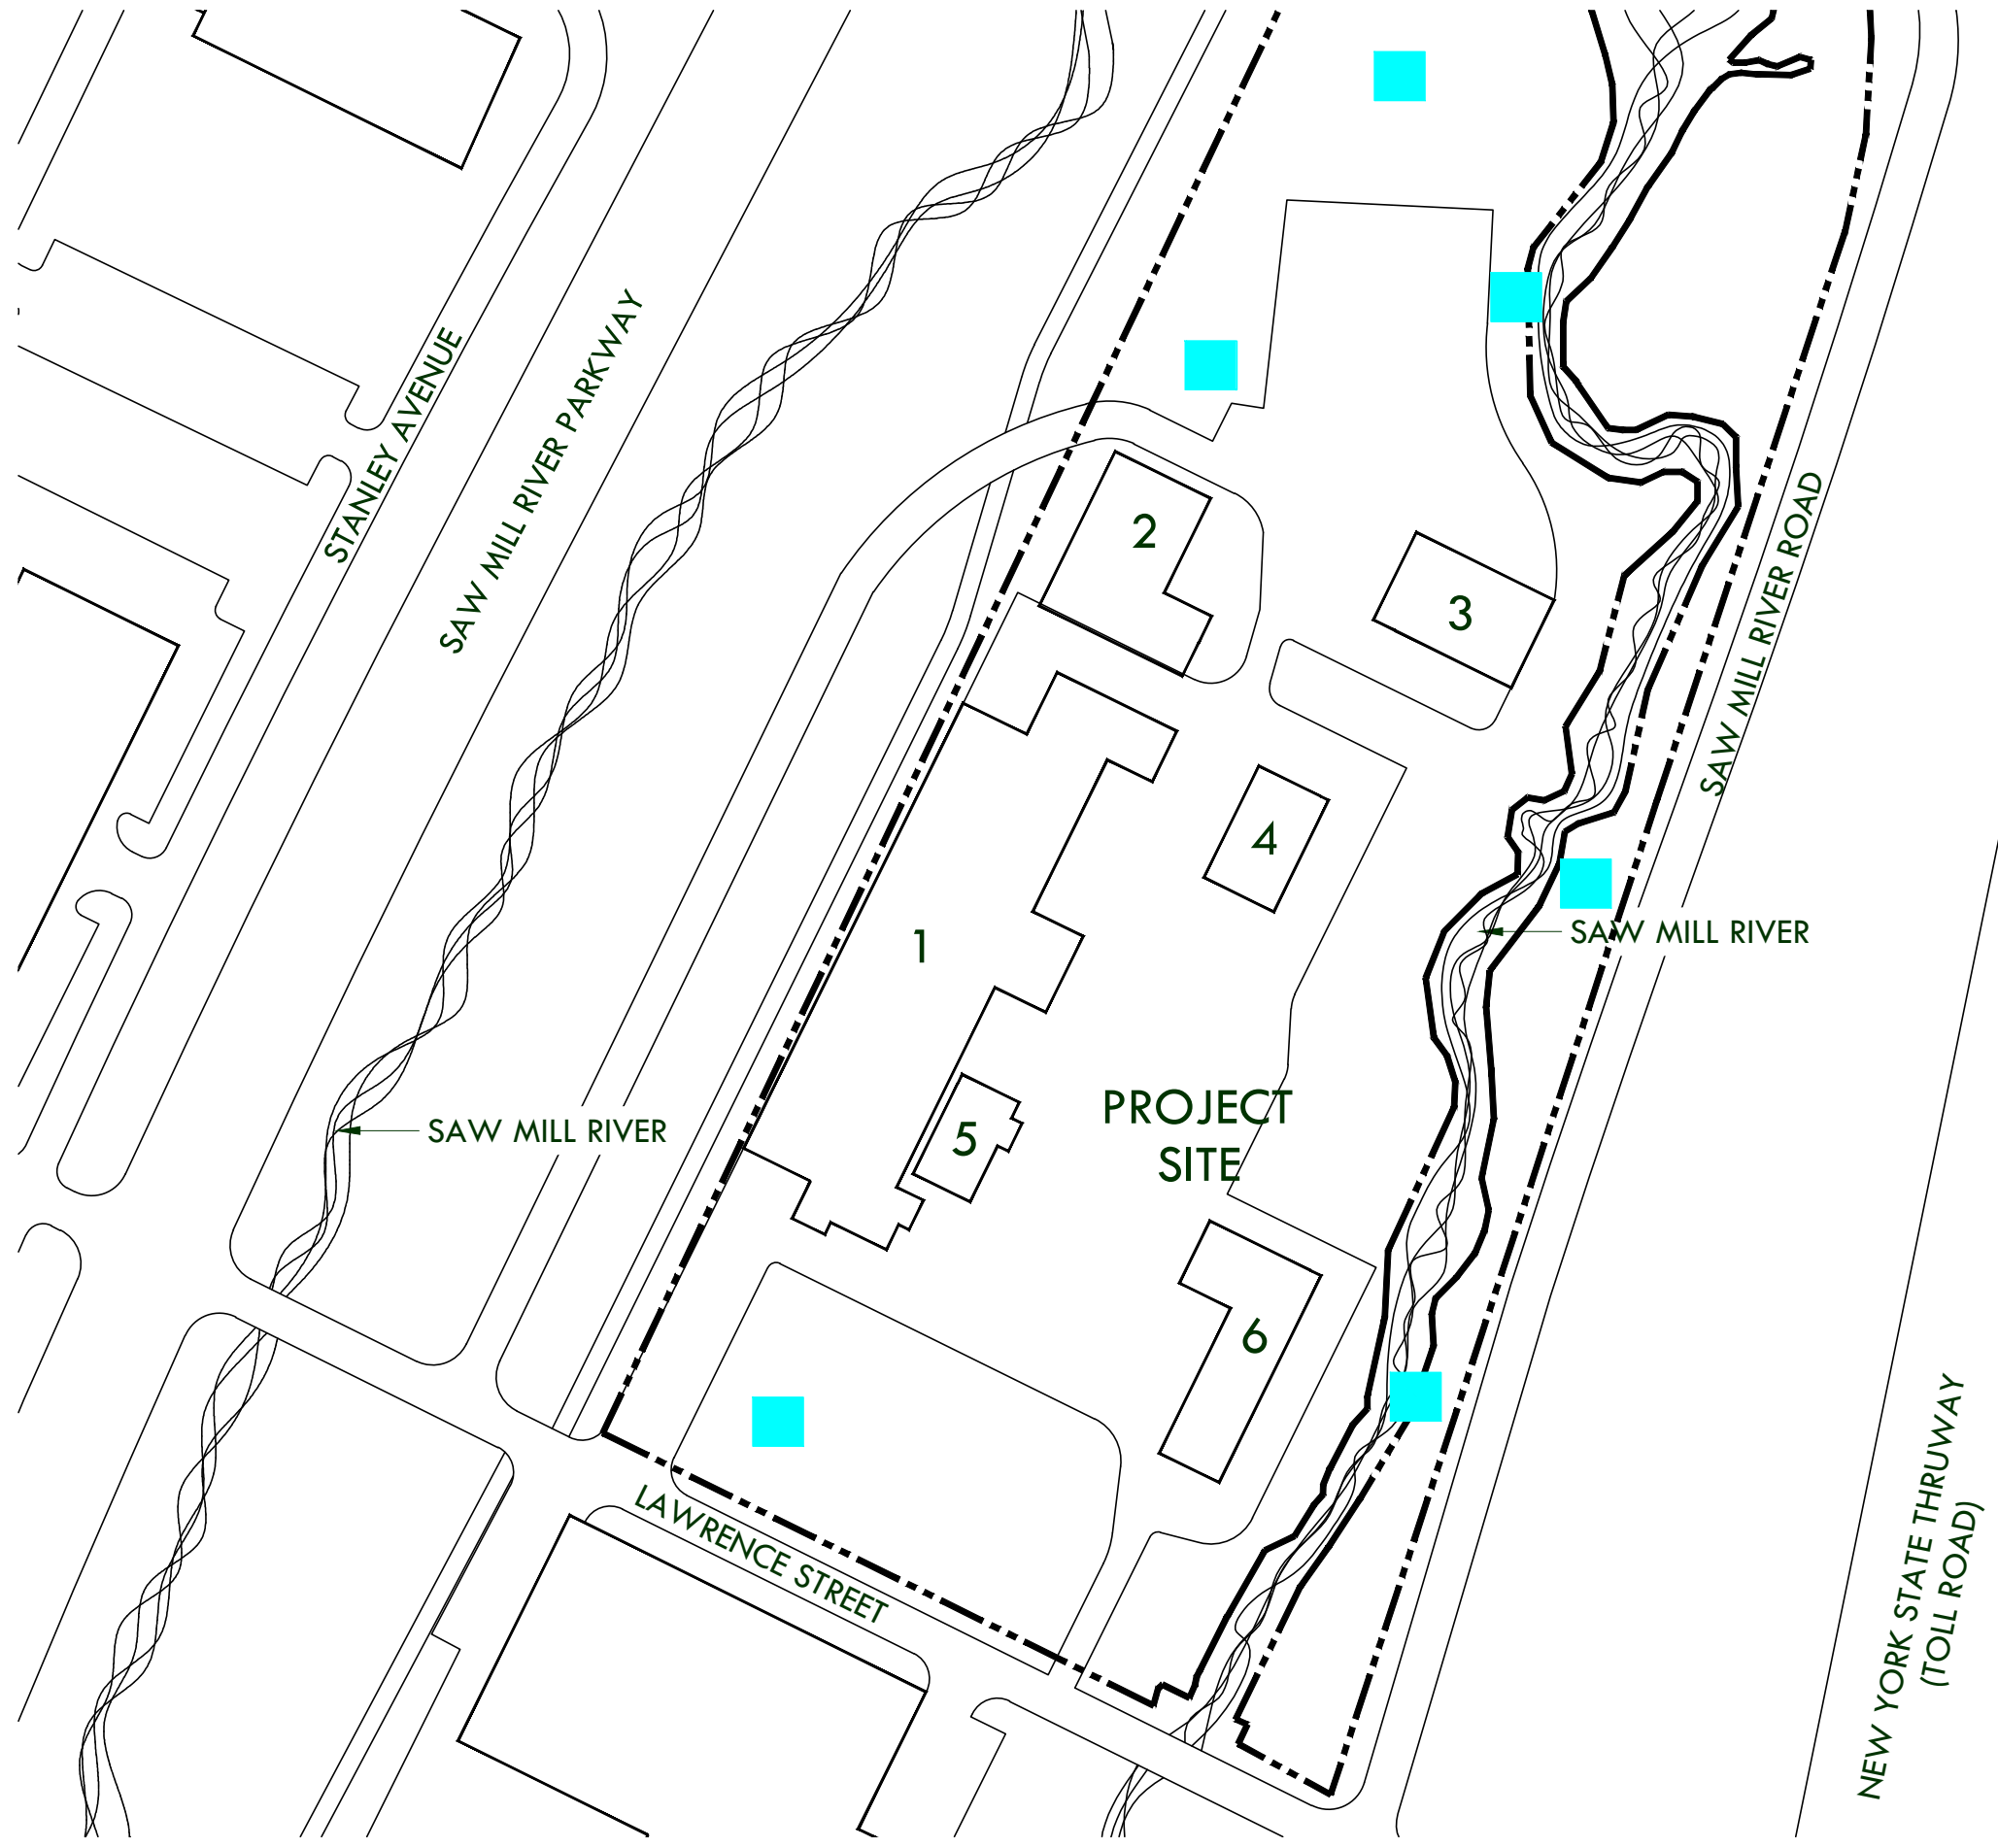 STANLEY AVENUE
SAW MILL RIVER PARKWAY
2
3
SAW MILL RIVER ROAD
4
1
SAW MILL RIVER
PROJECT
SITE
5
SAW MILL RIVER
6
LAWRENCE STREET
NEW YORK STATE THRUWAY
(TOLL ROAD)